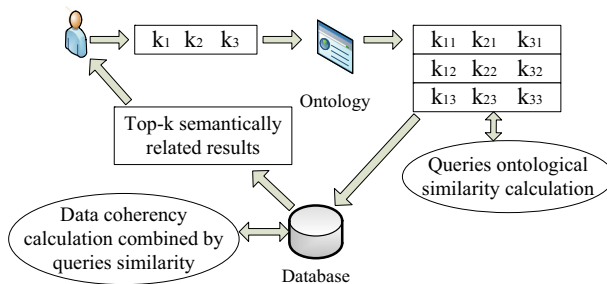 k1 k2 k3
Ontology
k11 k21 k31
k12 k22 k32
k13 k23 k33
Top-k semantically
related results
Queries ontological
similarity calculation
Data coherency
calculation combined by
queries similarity
Database